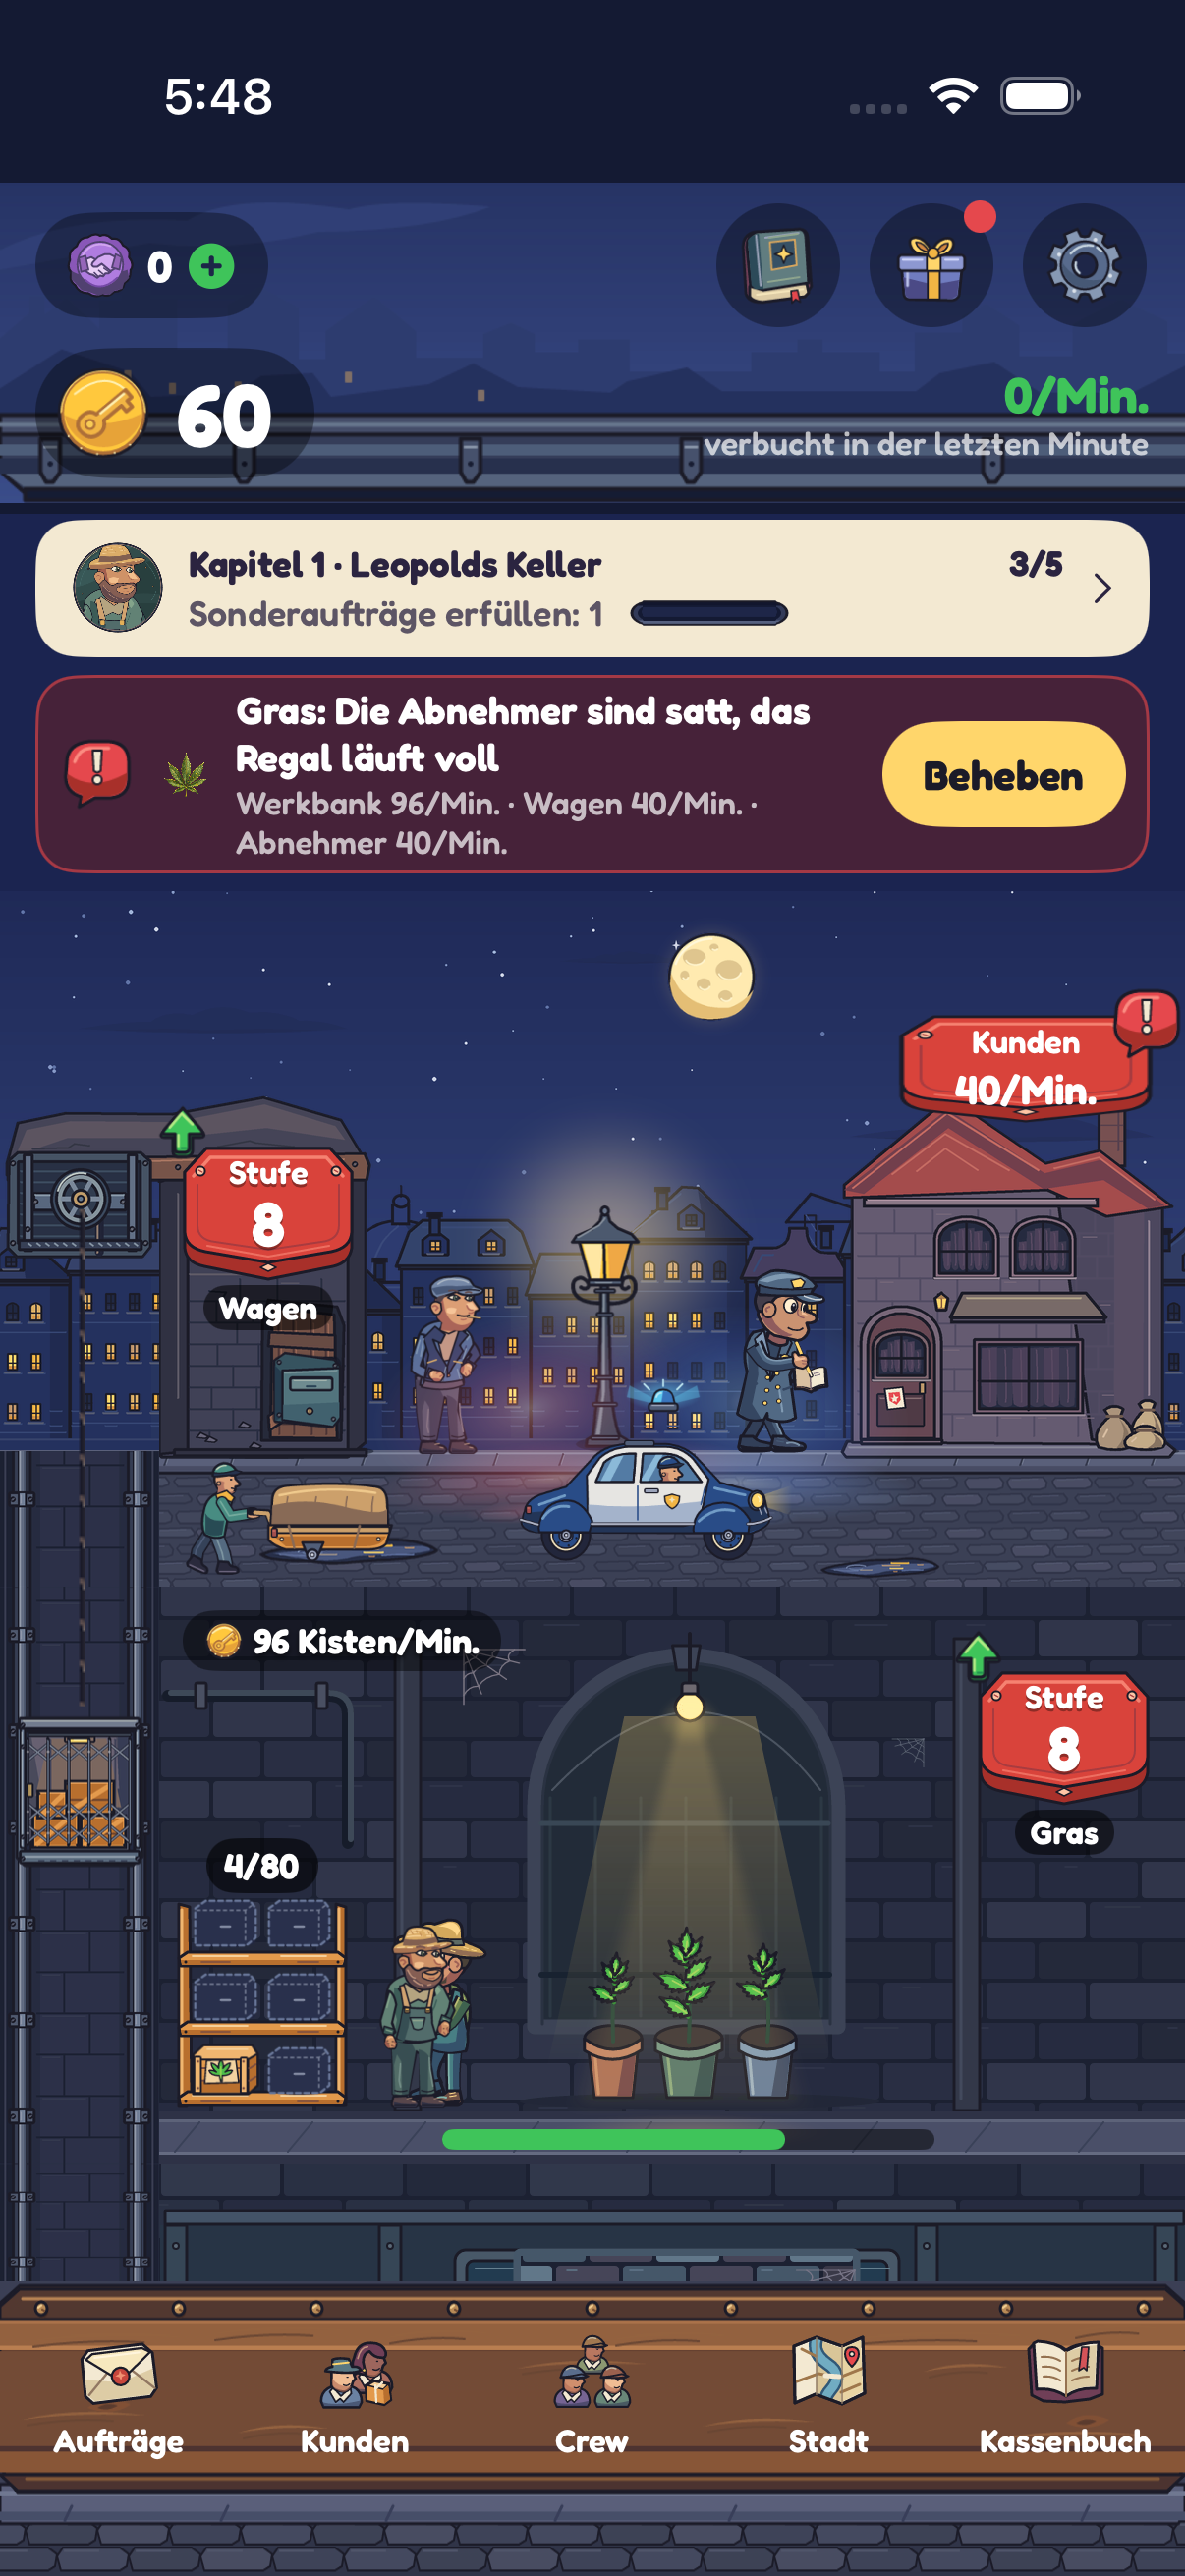 5:48
0
60
0/Min.
verbucht in der letzten Minute
Kapitel 1 · Leopolds Keller
3/5
Sonderaufträge erfüllen: 1
Gras: Die Abnehmer sind satt, das
Regal läuft voll
Werkbank 96/Min. · Wagen 40/Min. ·
Abnehmer 40/Min.
Beheben
Kunden
40/Min.
Stufe
8
Wagen
96 Kisten/Min.
Stufe
8
Gras
4/80
Aufträge
Kunden
Crew
Stadt
Kassenbuch